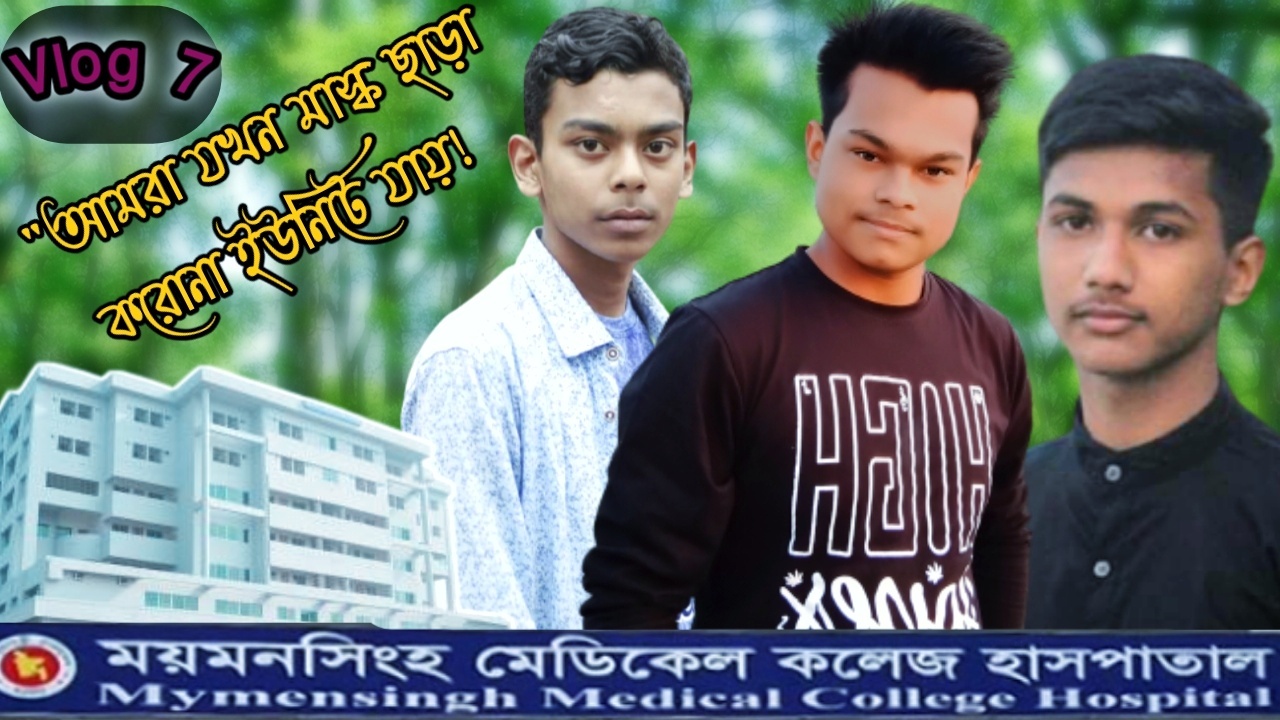 Vlog 7
"আমরা যখন মাস্ক ছাড়া
করোনা ইউনিটে যায়!
ময়মনসিংহ মেডিকেল কলেজ হাসপাতাল
Mymensingh Medical College Hospital